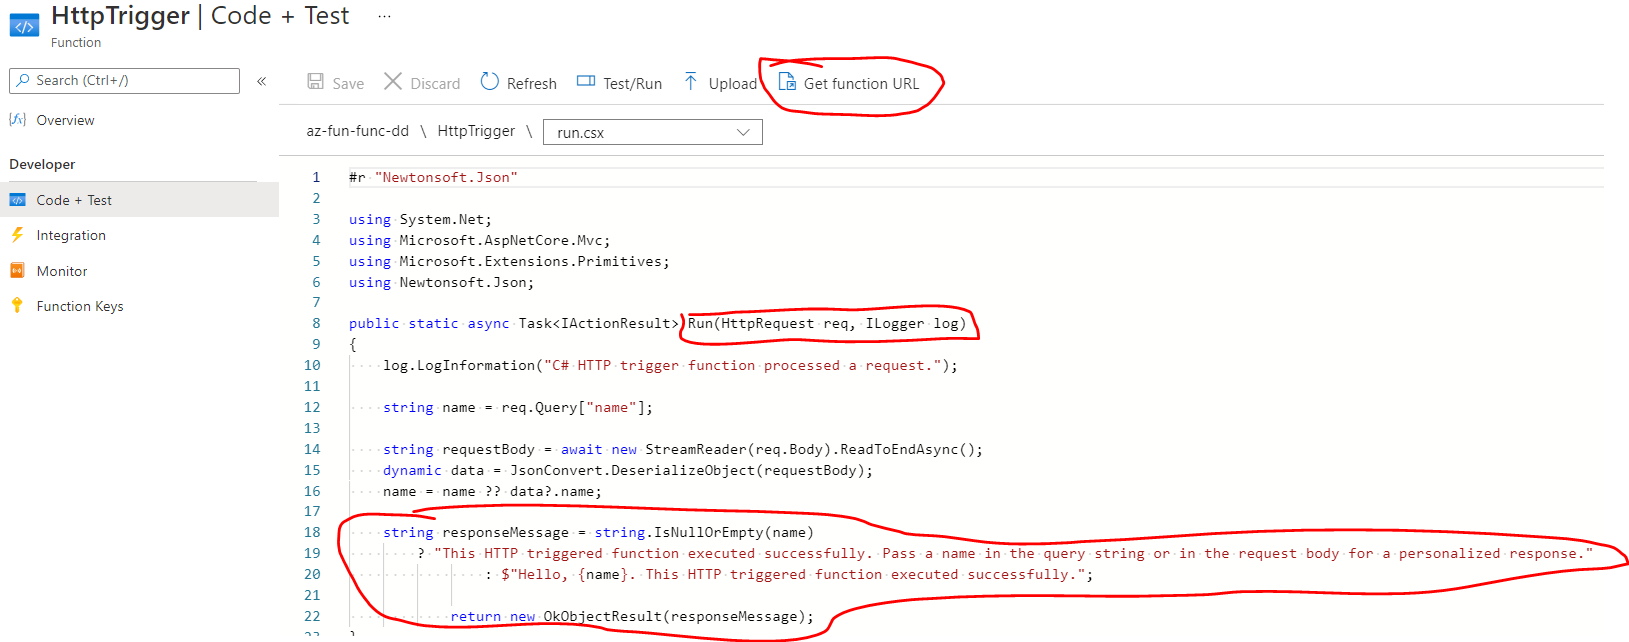 HttpTrigger | Code + Test ...
Function
Search (Ctrl+/)
«
Overview
Developer
Code + Test
Integration
Monitor
Function Keys
Save Discard Refresh Test/Run Upload Get function URL
az-fun-func-dd \ HttpTrigger \ run.csx
1 #r "Newtonsoft.Json"
2
3 using System.Net;
4 using Microsoft.AspNetCore.Mvc;
5 using Microsoft.Extensions.Primitives;
6 using Newtonsoft.Json;
7
8 public static async Task<IActionResult> Run(HttpRequest req, ILogger log)
9 {
10 log.LogInformation("C# HTTP trigger function processed a request.");
11
12 string name = req.Query["name"];
13
14 string requestBody = await new StreamReader(req.Body).ReadToEndAsync();
15 dynamic data = JsonConvert.DeserializeObject(requestBody);
16 name = name ?? data?.name;
17
18 string responseMessage = string.IsNullOrEmpty(name)
19 ? "This HTTP triggered function executed successfully. Pass a name in the query string or in the request body for a personalized response."
20 : $"Hello, {name}. This HTTP triggered function executed successfully.";
21
22 return new OkObjectResult(responseMessage);
23 }